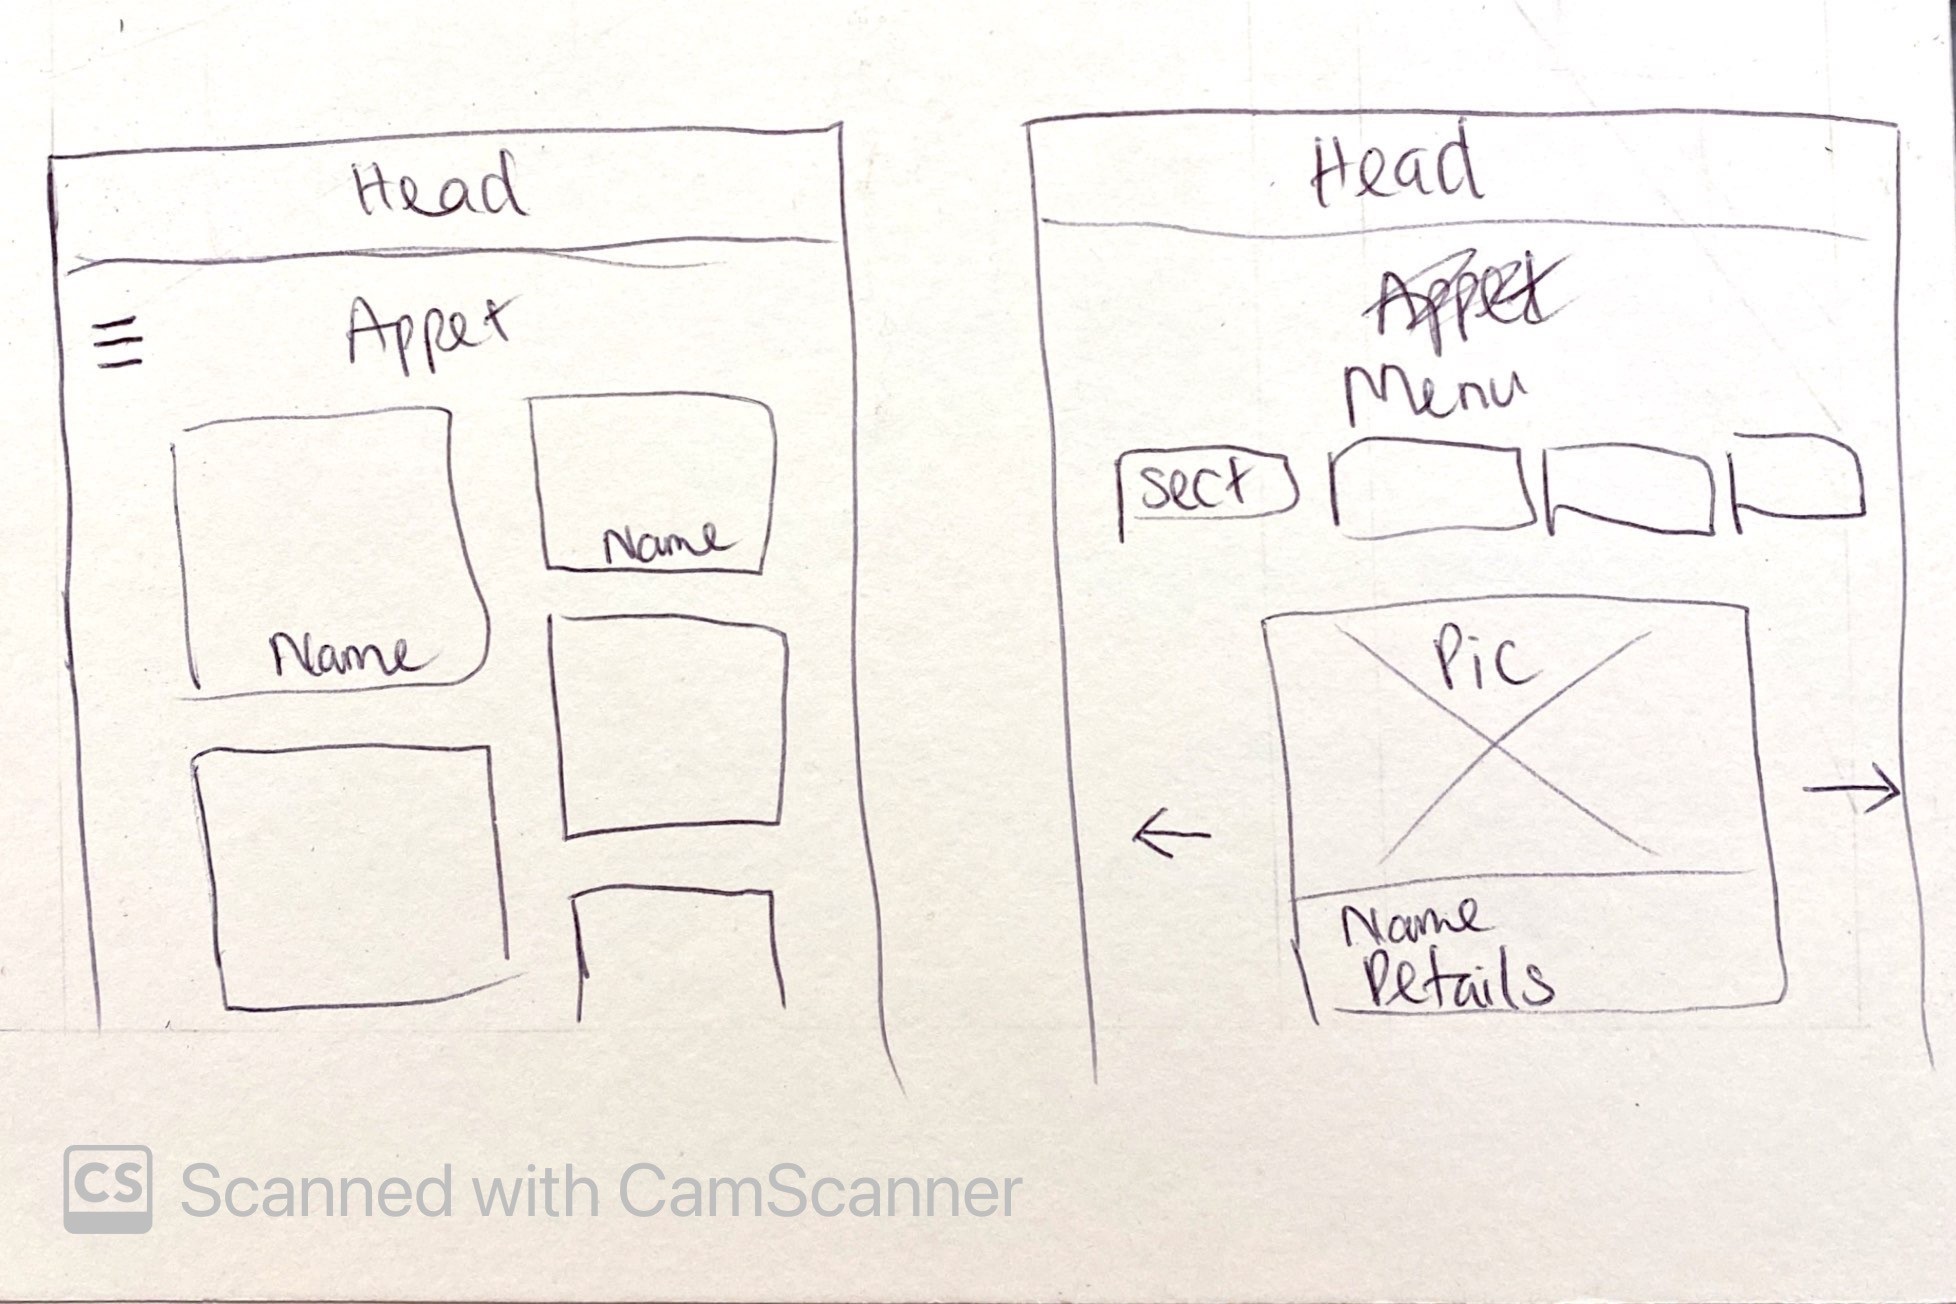 Head
Appet
Name
Name
Head
Appet
Menu
sect
Pic
Name
Details
CS Scanned with CamScanner